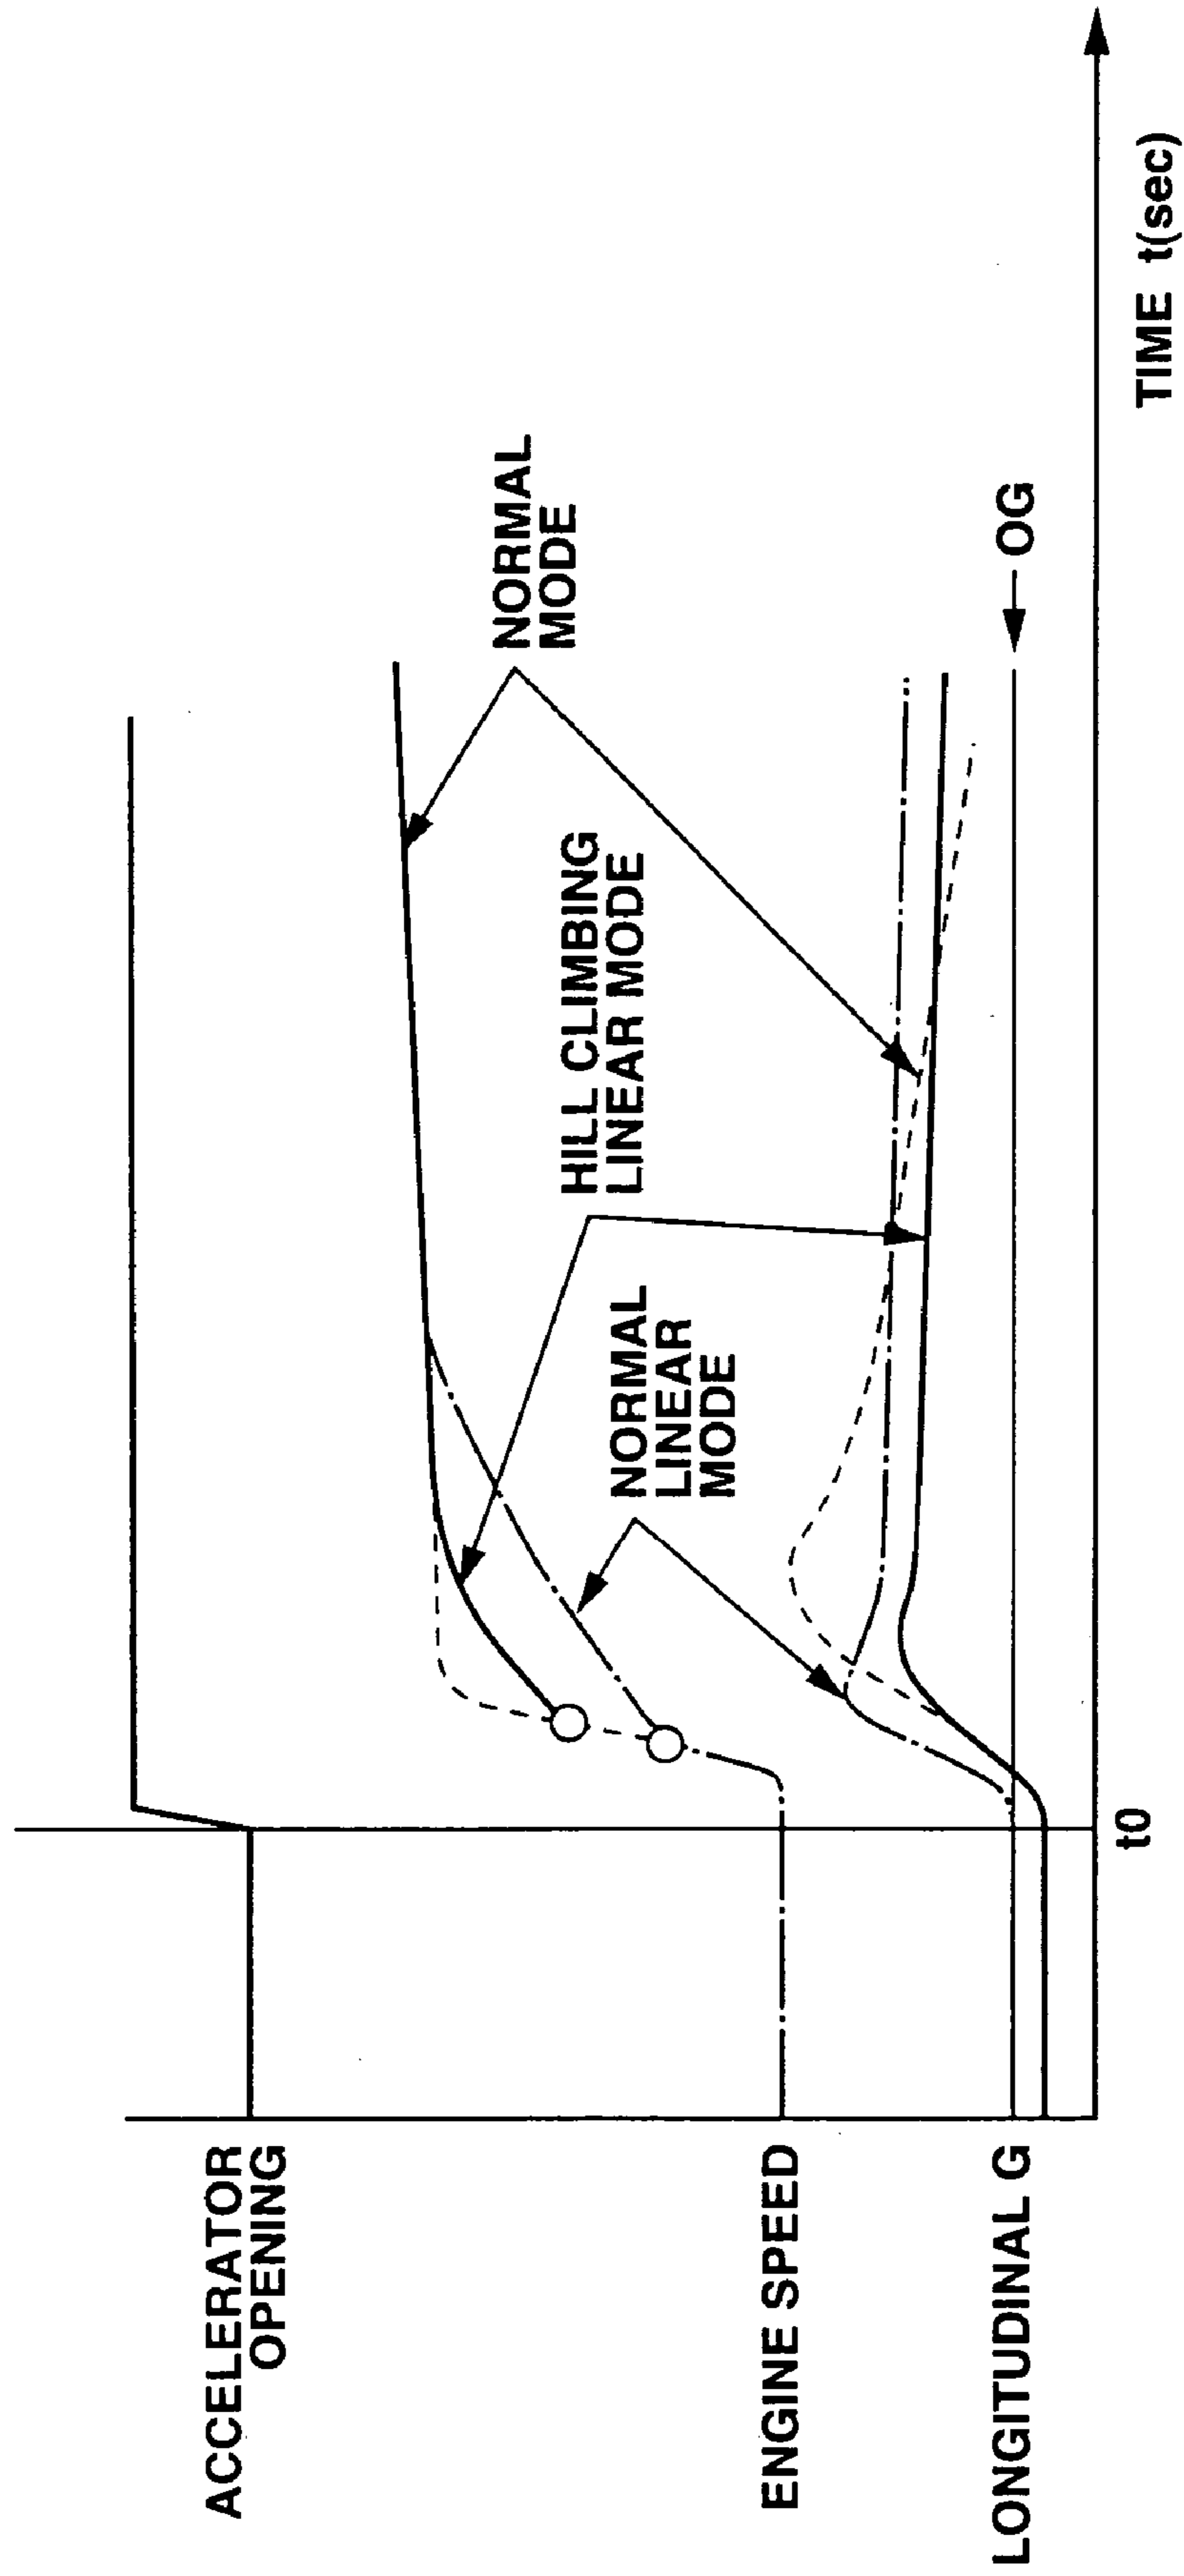 ACCELERATOR
OPENING
ENGINE SPEED
LONGITUDINAL G
NORMAL
MODE
HILL CLIMBING
LINEAR MODE
NORMAL
LINEAR
MODE
OG
t0
TIME t(sec)